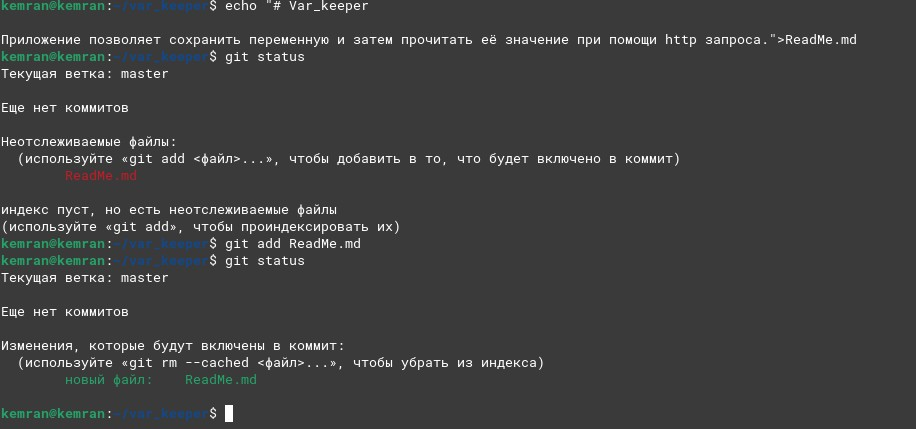 kemran@kemran:~/var_keeper$ echo "# Var_keeper
Приложение позволяет сохранить переменную и затем прочитать её значение при помощи http запроса.">ReadMe.md
kemran@kemran:~/var_keeper$ git status
Текущая ветка: master
Еще нет коммитов
Неотслеживаемые файлы:
(используйте «git add <файл>...», чтобы добавить в то, что будет включено в коммит)
ReadMe.md
индекс пуст, но есть неотслеживаемые файлы
(используйте «git add», чтобы проиндексировать их)
kemran@kemran:~/var_keeper$ git add ReadMe.md
kemran@kemran:~/var_keeper$ git status
Текущая ветка: master
Еще нет коммитов
Изменения, которые будут включены в коммит:
(используйте «git rm --cached <файл>...», чтобы убрать из индекса)
новый файл:    ReadMe.md
kemran@kemran:~/var_keeper$